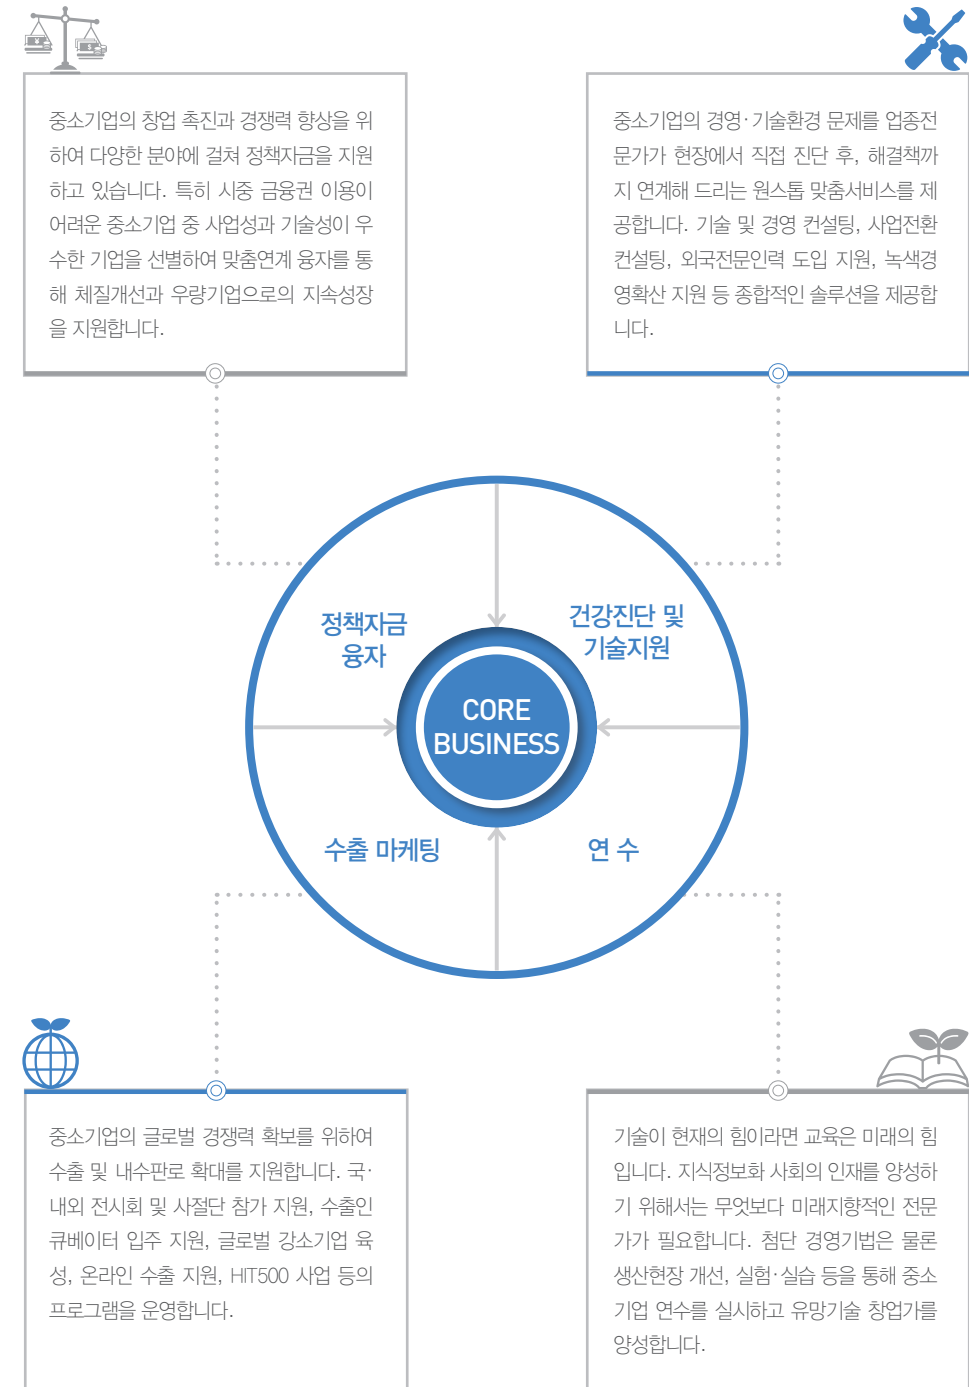 중소기업의 창업 촉진과 경쟁력 향상을 위
하여 다양한 분야에 걸쳐 정책자금을 지원
하고 있습니다. 특히 시중 금융권 이용이
어려운 중소기업 중 사업성과 기술성이 우
수한 기업을 선별하여 맞춤연계 융자를 통
해 체질개선과 우량기업으로의 지속성장
을 지원합니다.
중소기업의 경영·기술환경 문제를 업종전
문가가 현장에서 직접 진단 후, 해결책까
지 연계해 드리는 원스톱 맞춤서비스를 제
공합니다. 기술 및 경영 컨설팅, 사업전환
컨설팅, 외국전문인력 도입 지원, 녹색경
영확산 지원 등 종합적인 솔루션을 제공합
니다.
정책자금
융자
건강진단 및
기술지원
CORE
BUSINESS
수출 마케팅
연 수
중소기업의 글로벌 경쟁력 확보를 위하여
수출 및 내수판로 확대를 지원합니다. 국·
내외 전시회 및 사절단 참가 지원, 수출인
큐베이터 입주 지원, 글로벌 강소기업 육
성, 온라인 수출 지원, HIT500 사업 등의
프로그램을 운영합니다.
기술이 현재의 힘이라면 교육은 미래의 힘
입니다. 지식정보화 사회의 인재를 양성하
기 위해서는 무엇보다 미래지향적인 전문
가가 필요합니다. 첨단 경영기법은 물론
생산현장 개선, 실험·실습 등을 통해 중소
기업 연수를 실시하고 유망기술 창업가를
양성합니다.